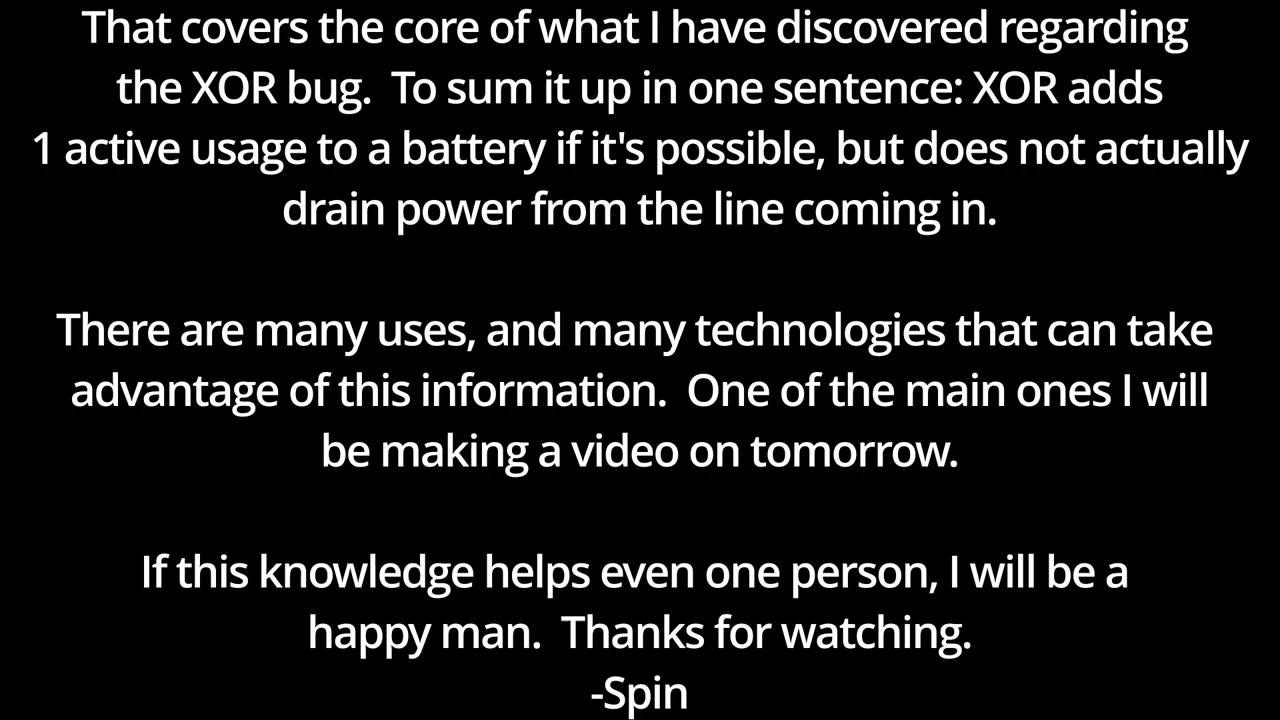 That covers the core of what I have discovered regarding
the XOR bug.  To sum it up in one sentence: XOR adds
1 active usage to a battery if it's possible, but does not actually
drain power from the line coming in.
There are many uses, and many technologies that can take
advantage of this information.  One of the main ones I will
be making a video on tomorrow.
If this knowledge helps even one person, I will be a
happy man.  Thanks for watching.
-Spin